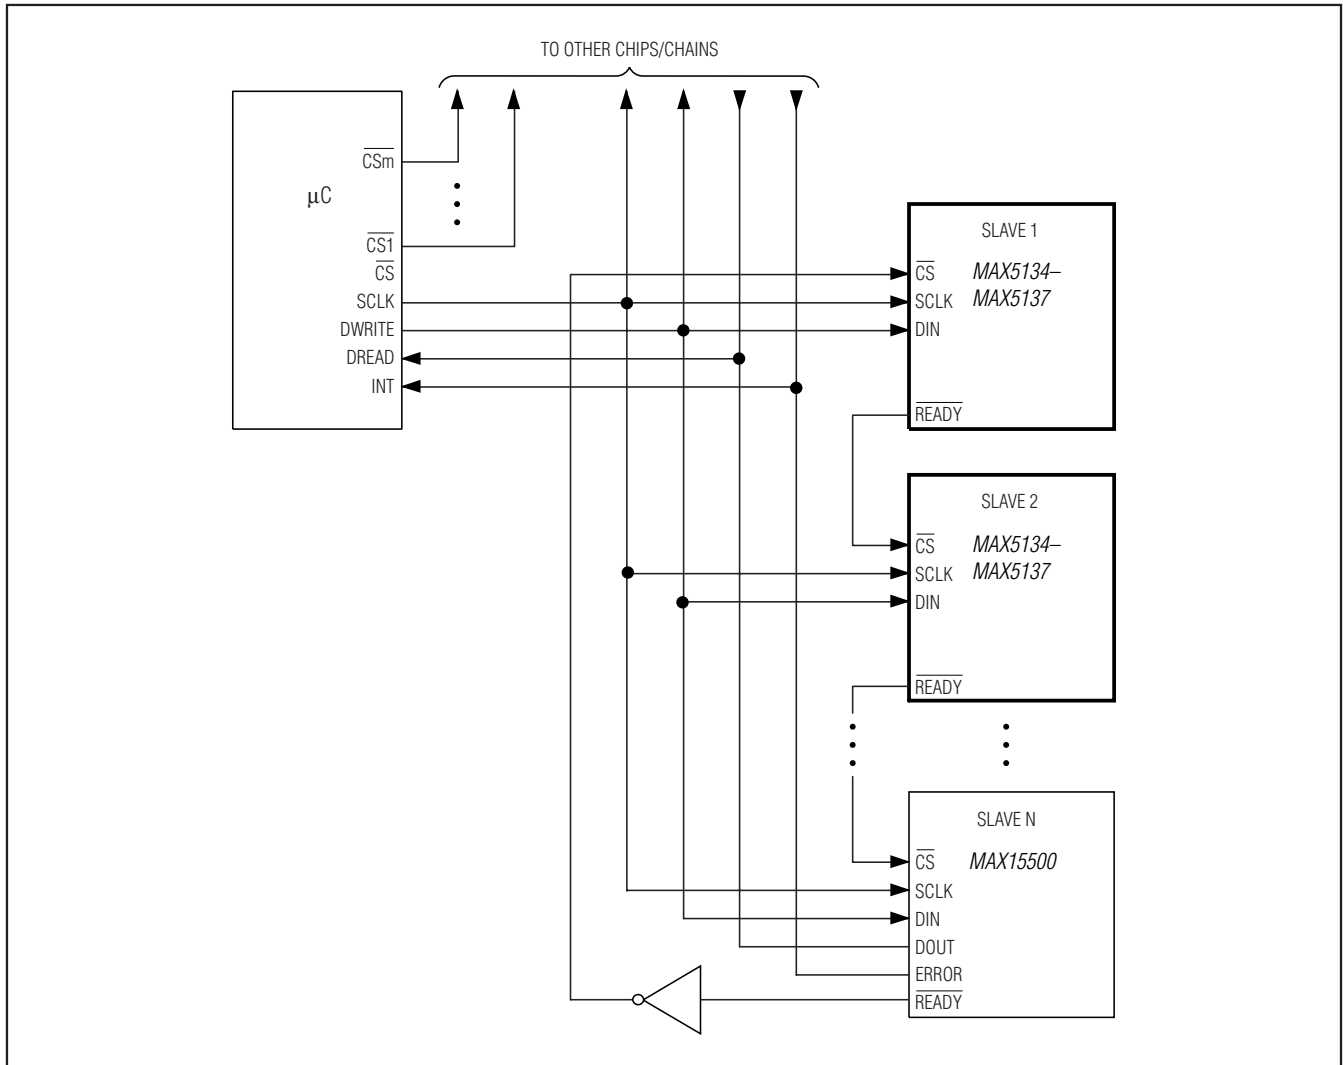 TO OTHER CHIPS/CHAINS
μC
CSm
CS1
CS
SCLK
DWRITE
DREAD
INT
SLAVE 1
MAX5134–
MAX5137
CS
SCLK
DIN
READY
SLAVE 2
MAX5134–
MAX5137
CS
SCLK
DIN
READY
SLAVE N
MAX15500
CS
SCLK
DIN
DOUT
ERROR
READY